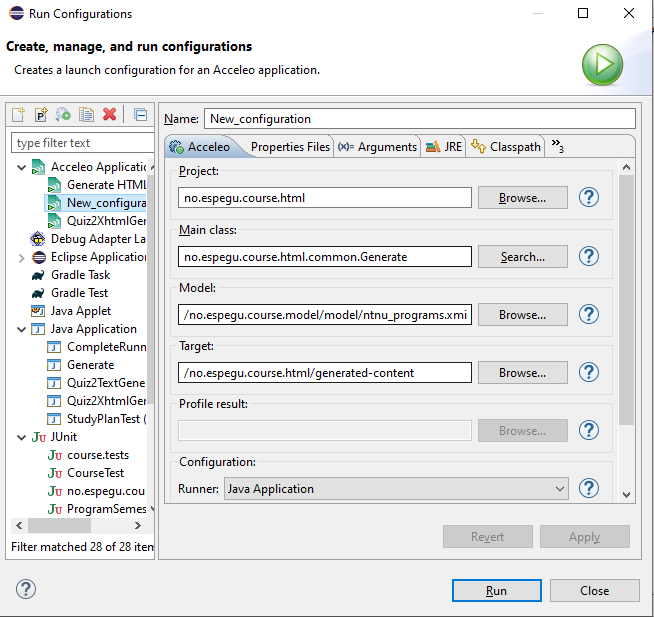 Run Configurations
Create, manage, and run configurations
Creates a launch configuration for an Acceleo application.
type filter text
Acceleo Applicatio
Generate HTML
New_configura
Quiz2XhtmlGer
Debug Adapter La
Eclipse Application
Gradle Task
Gradle Test
Java Applet
Java Application
CompleteRunn
Generate
Quiz2TextGene
Quiz2XhtmlGer
StudyPlanTest (
JUnit
course.tests
CourseTest
no.espegu.cou
ProgramSemes
Filter matched 28 of 28 item
Name: New_configuration
Acceleo Properties Files (x)= Arguments JRE Classpath »3
Project:
no.espegu.course.html Browse...
Main class:
no.espegu.course.html.common.Generate Search...
Model:
/no.espegu.course.model/model/ntnu_programs.xmi Browse...
Target:
/no.espegu.course.html/generated-content Browse...
Profile result:
Browse...
Configuration:
Runner: Java Application
Revert Apply
Run Close